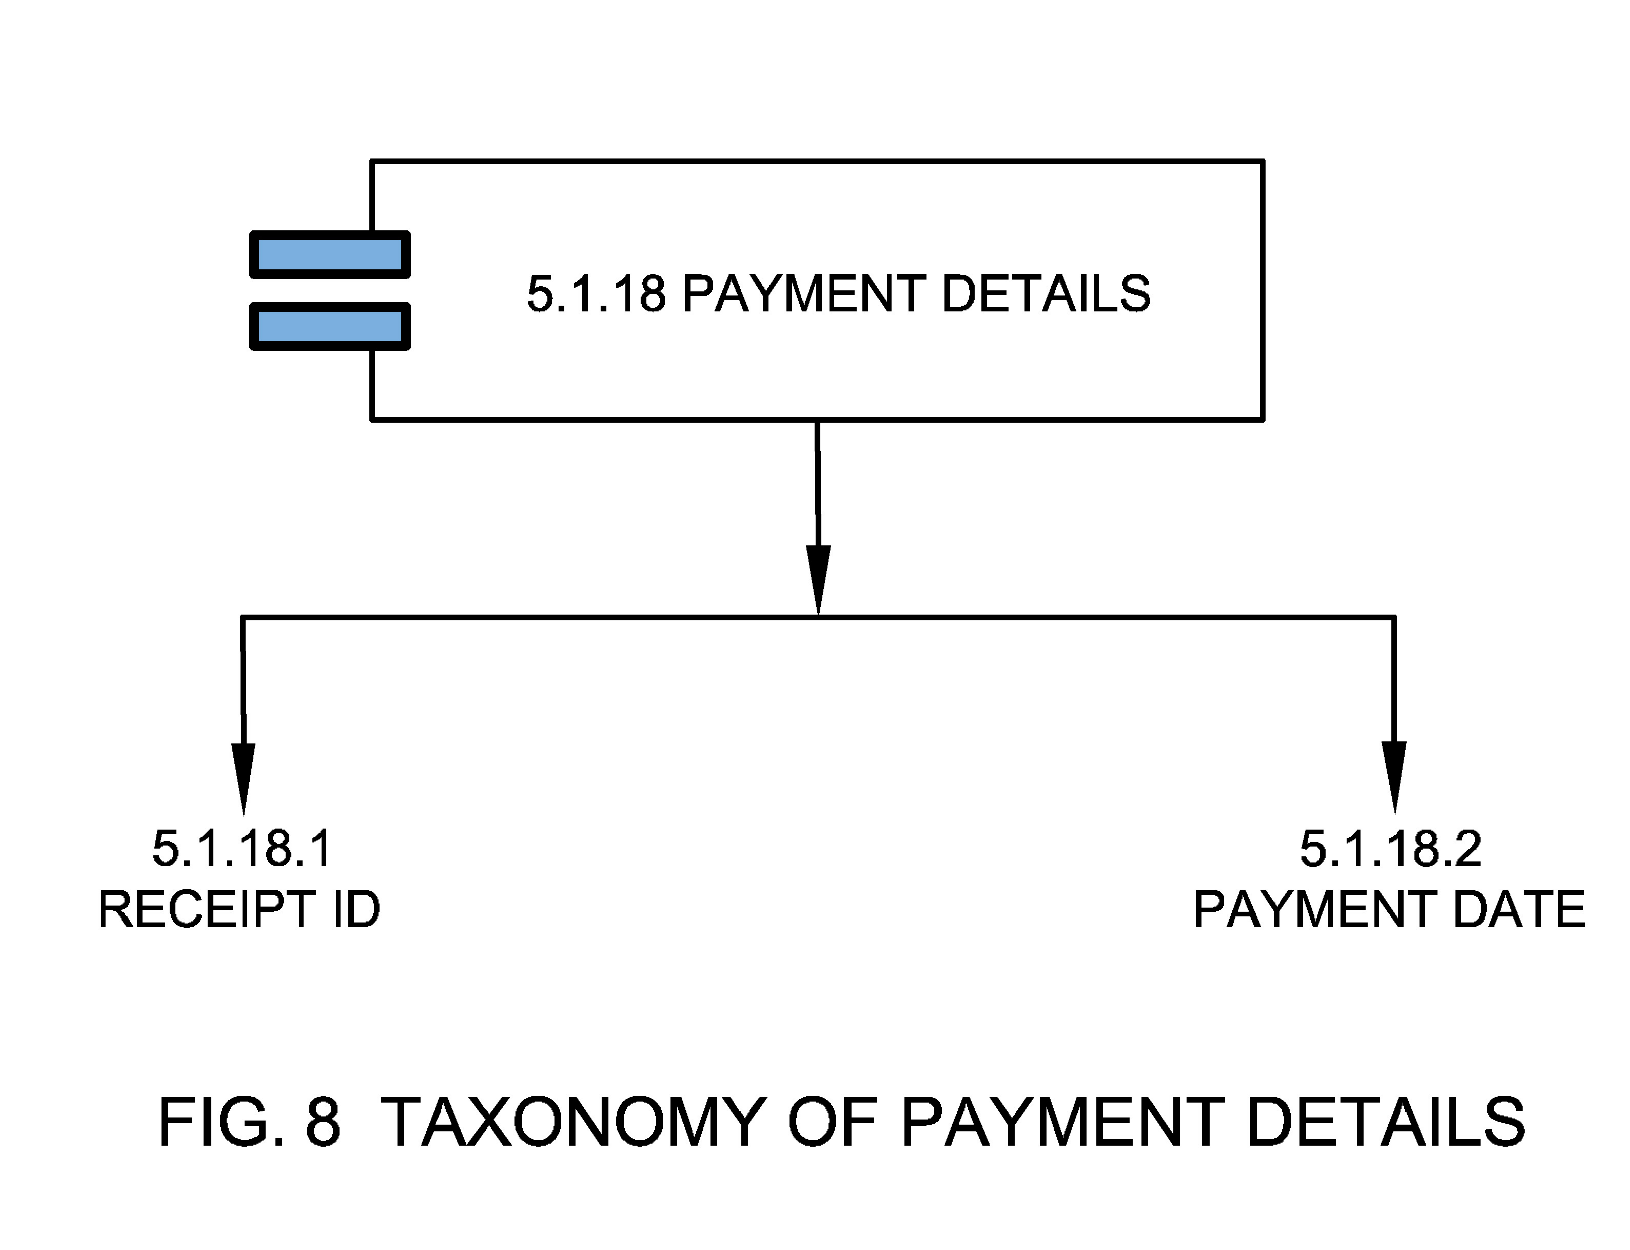 5.1.18 PAYMENT DETAILS
5.1.18.1
RECEIPT ID
5.1.18.2
PAYMENT DATE
FIG. 8 TAXONOMY OF PAYMENT DETAILS